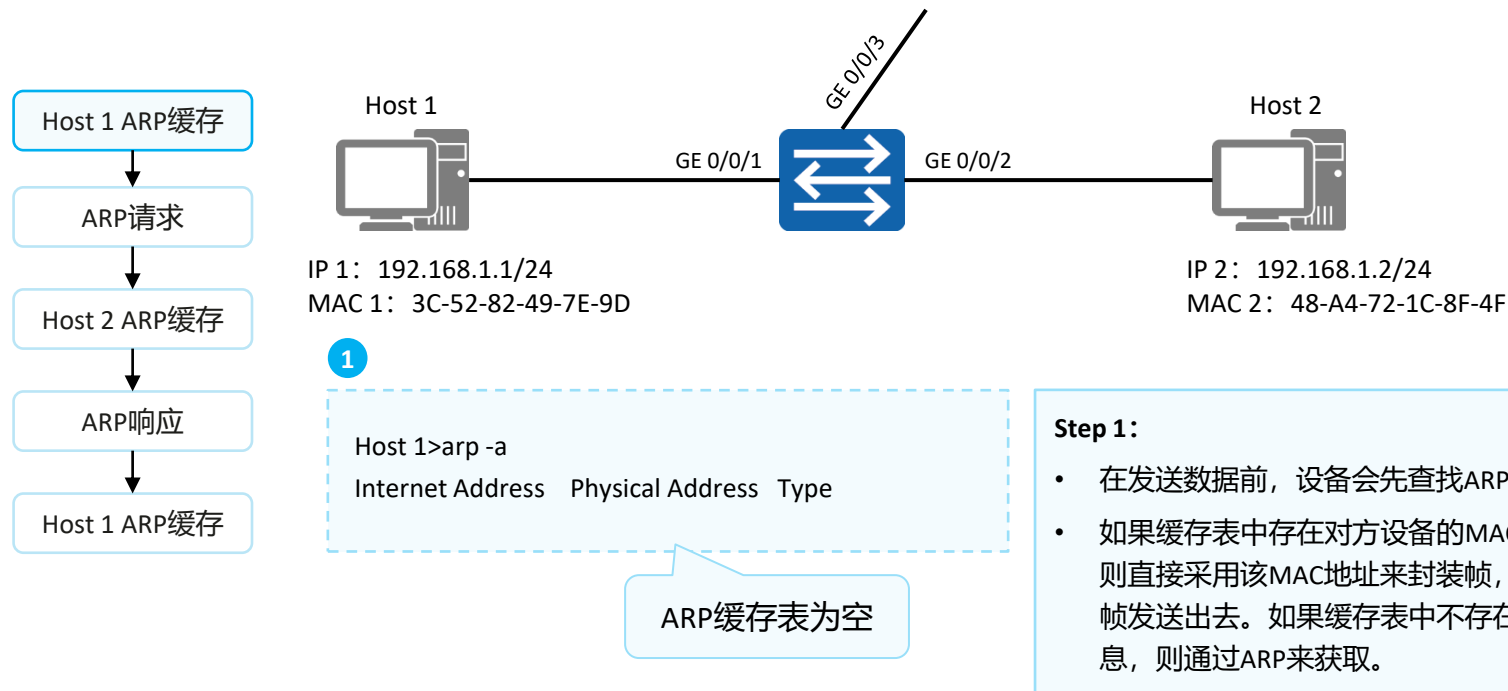 Host 1 ARP缓存
ARP请求
Host 2 ARP缓存
ARP响应
Host 1 ARP缓存
GE 0/0/3
Host 1
Host 2
GE 0/0/1
GE 0/0/2
IP 1：192.168.1.1/24
MAC 1：3C-52-82-49-7E-9D
IP 2：192.168.1.2/24
MAC 2：48-A4-72-1C-8F-4F
1
Host 1>arp -a
Internet Address Physical Address Type
ARP缓存表为空
Step 1：
• 在发送数据前，设备会先查找ARP
• 如果缓存表中存在对方设备的MAC
则直接采用该MAC地址来封装帧，
帧发送出去。如果缓存表中不存在
息，则通过ARP来获取。